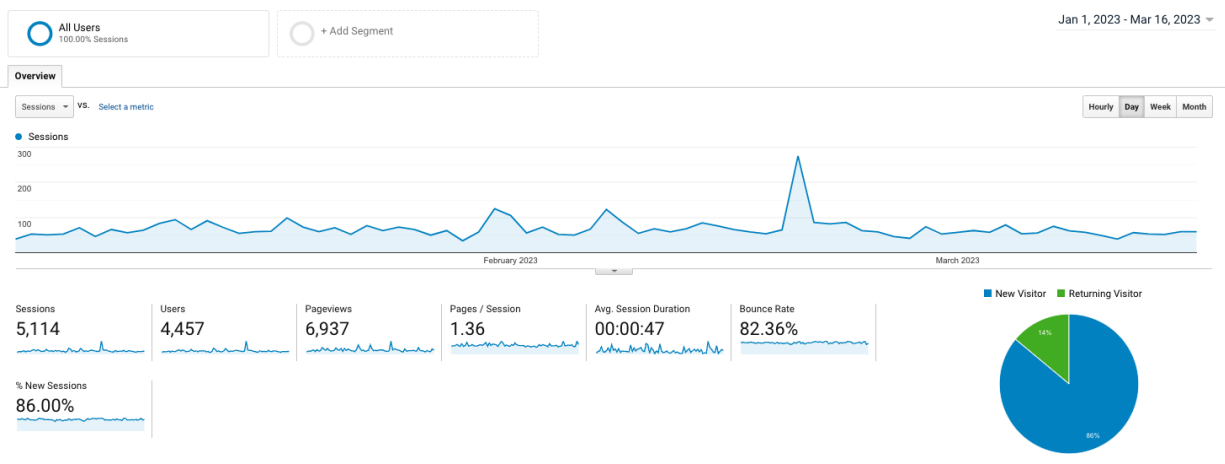 All Users
100.00% Sessions
+ Add Segment
Jan 1, 2023 - Mar 16, 2023
Overview
Sessions vs. Select a metric
Hourly Day Week Month
Sessions
300
200
100
February 2023 March 2023
New Visitor Returning Visitor
Sessions
5,114
Users
4,457
Pageviews
6,937
Pages / Session
1.36
Avg. Session Duration
00:00:47
Bounce Rate
82.36%
% New Sessions
86.00%
14%
86%